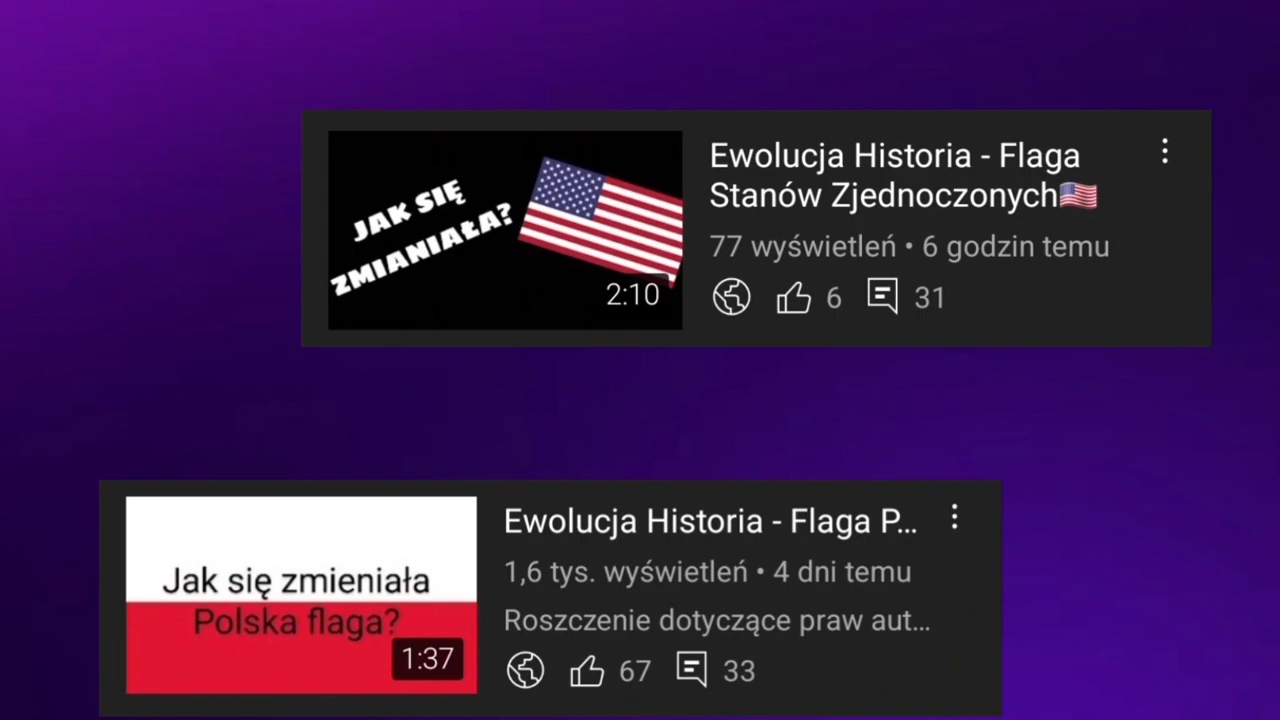 JAK SIĘ
ZMIANIAŁA?
2:10
Ewolucja Historia - Flaga
Stanów Zjednoczonych🇺🇸
77 wyświetleń • 6 godzin temu
6 31
Jak się zmieniała
Polska flaga?
1:37
Ewolucja Historia - Flaga P...
1,6 tys. wyświetleń • 4 dni temu
Roszczenie dotyczące praw aut...
67 33